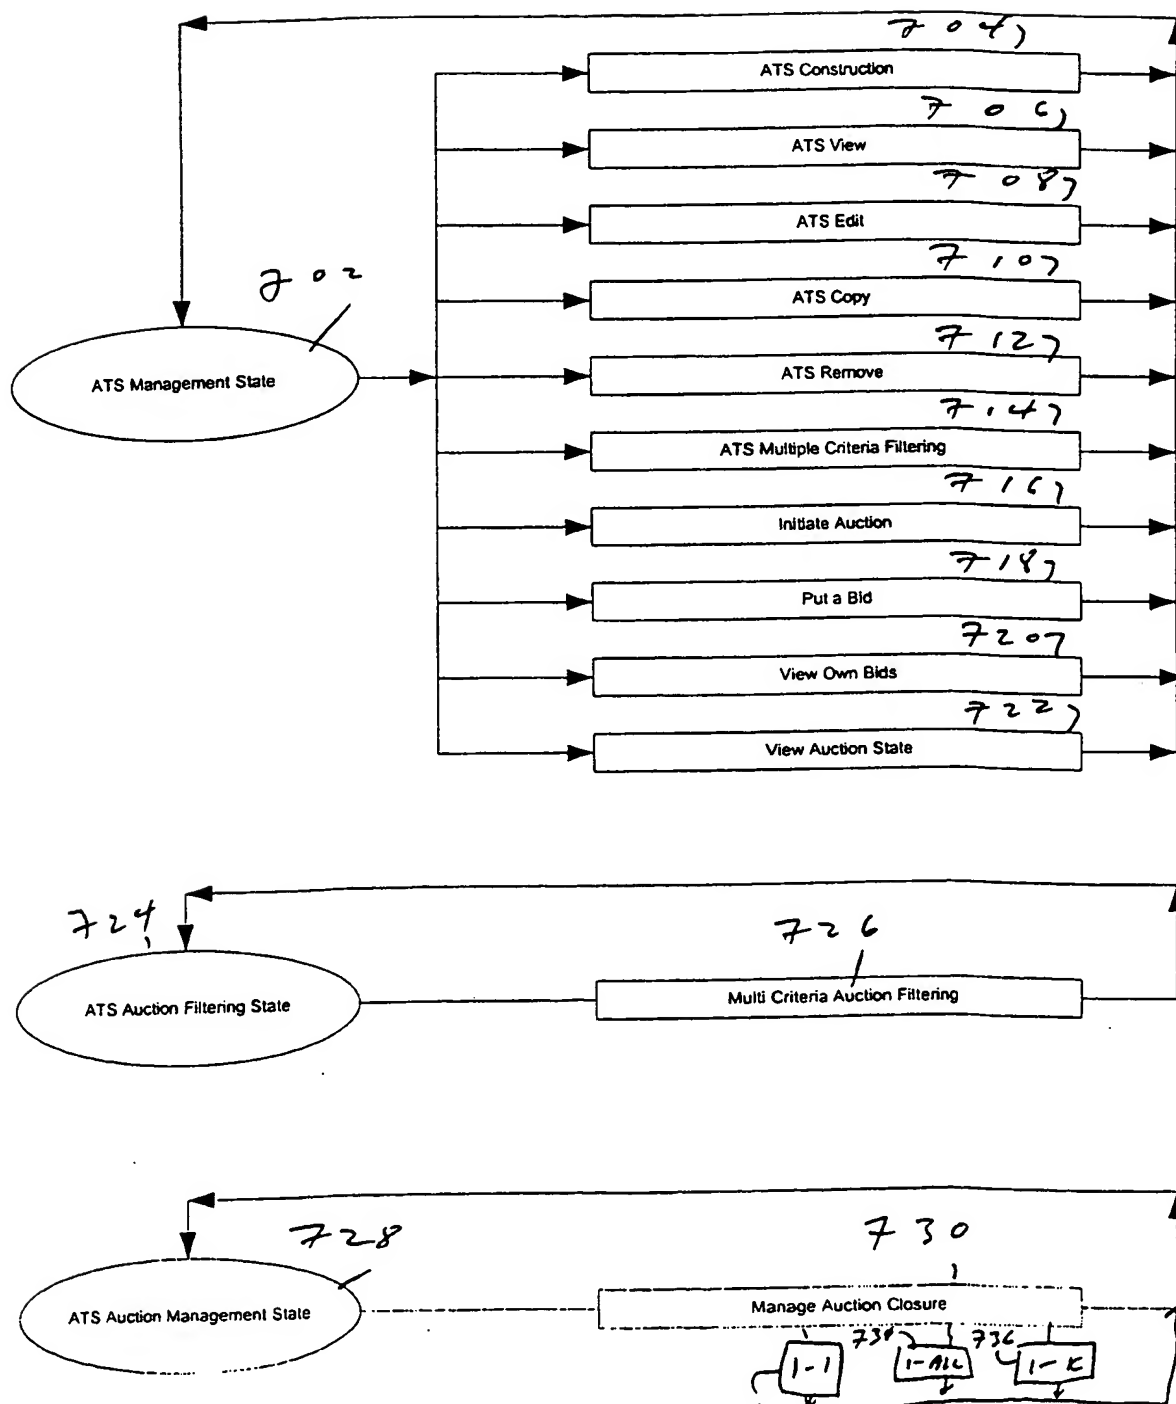 704
ATS Construction
706
ATS View
708
ATS Edit
710
ATS Copy
702
712
ATS Remove
ATS Management State
714
ATS Multiple Criteria Filtering
716
Initiate Auction
718
Put a Bid
720
View Own Bids
722
View Auction State
724
726
ATS Auction Filtering State
Multi Criteria Auction Filtering
728
730
ATS Auction Management State
Manage Auction Closure
734
736
1-1
1-ALL
1-K